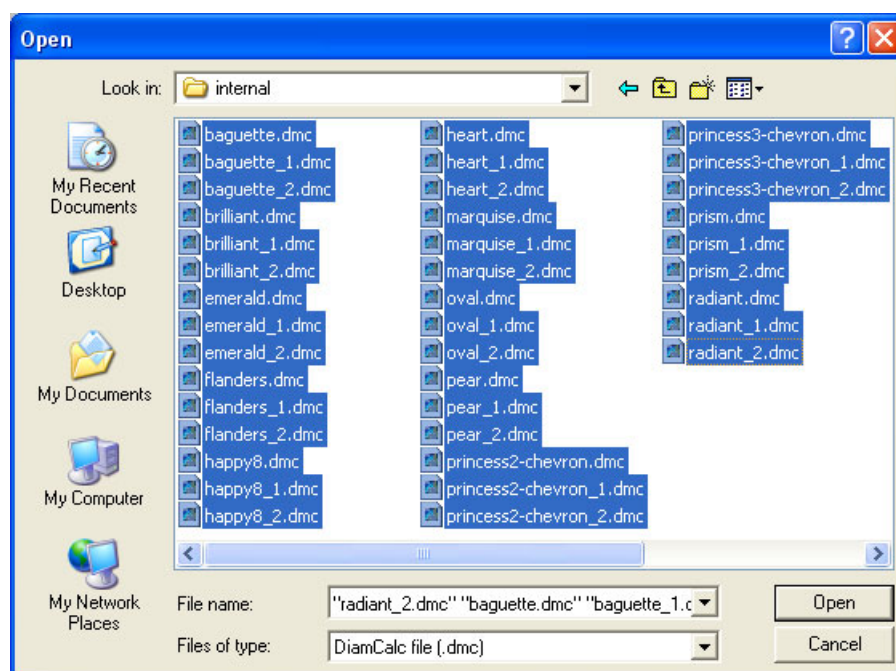 Open
Look in:
internal
My Recent
Documents
Desktop
My Documents
My Computer
My Network
Places
baguette.dmc
baguette_1.dmc
baguette_2.dmc
brilliant.dmc
brilliant_1.dmc
brilliant_2.dmc
emerald.dmc
emerald_1.dmc
emerald_2.dmc
flanders.dmc
flanders_1.dmc
flanders_2.dmc
happy8.dmc
happy8_1.dmc
happy8_2.dmc
heart.dmc
heart_1.dmc
heart_2.dmc
marquise.dmc
marquise_1.dmc
marquise_2.dmc
oval.dmc
oval_1.dmc
oval_2.dmc
pear.dmc
pear_1.dmc
pear_2.dmc
princess2-chevron.dmc
princess2-chevron_1.dmc
princess2-chevron_2.dmc
princess3-chevron.dmc
princess3-chevron_1.dmc
princess3-chevron_2.dmc
prism.dmc
prism_1.dmc
prism_2.dmc
radiant.dmc
radiant_1.dmc
radiant_2.dmc
File name:
"radiant_2.dmc" "baguette.dmc" "baguette_1.c
Open
Files of type:
DiamCalc file (.dmc)
Cancel